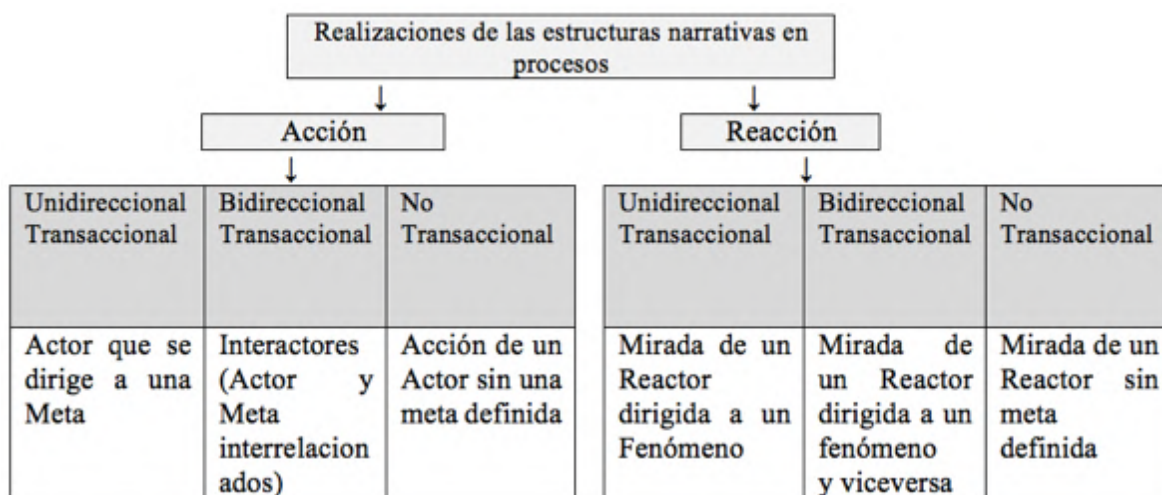 Realizaciones de las estructuras narrativas en
procesos
Acción
Reacción
Unidireccional
Transaccional
Bidireccional
Transaccional
No
Transaccional
Actor que se
dirige a una
Meta
Interactores
(Actor y
Meta
interrelacion
ados)
Acción de un
Actor sin una
meta definida
Unidireccional
Transaccional
Bidireccional
Transaccional
No
Transaccional
Mirada de un
Reactor
dirigida a un
Fenómeno
Mirada de
un Reactor
dirigida a un
fenómeno
y viceversa
Mirada de un
Reactor sin
meta
definida